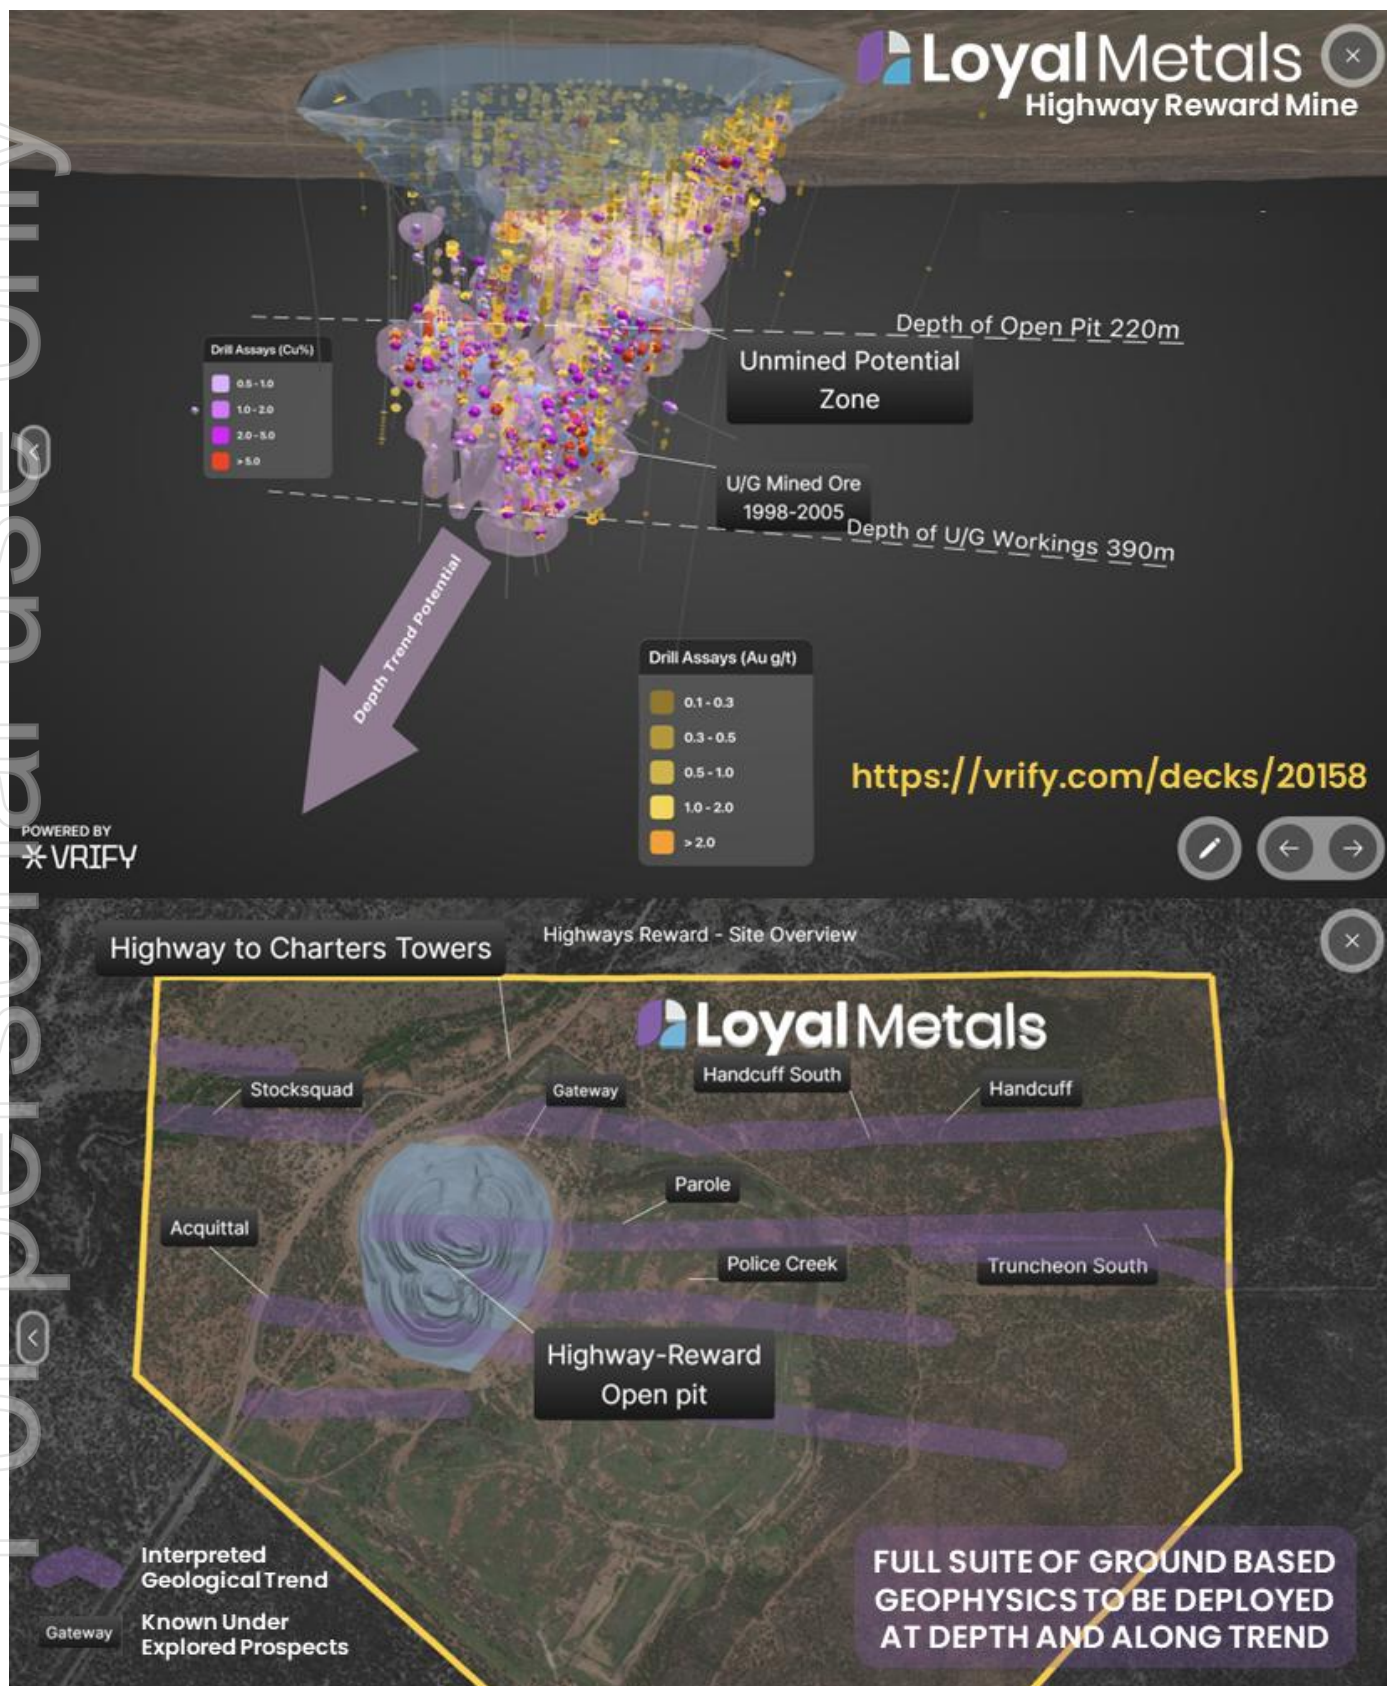 For personal use only
Loyal Metals
Highway Reward Mine
Depth of Open Pit 220m
Drill Assays (Cu%)
0.5 - 1.0
1.0 - 2.0
2.0 - 5.0
> 5.0
Unmined Potential
Zone
U/G Mined Ore
1998-2005
Depth of U/G Workings 390m
Depth Trend Potential
Drill Assays (Au g/t)
0.1 - 0.3
0.3 - 0.5
0.5 - 1.0
1.0 - 2.0
> 2.0
https://vrify.com/decks/20158
POWERED BY
VRIFY
Highway to Charters Towers
Highways Reward - Site Overview
Loyal Metals
Stocksquad
Gateway
Handcuff South
Handcuff
Parole
Acquittal
Police Creek
Truncheon South
Highway-Reward
Open pit
Interpreted
Geological Trend
Gateway
Known Under
Explored Prospects
FULL SUITE OF GROUND BASED
GEOPHYSICS TO BE DEPLOYED
AT DEPTH AND ALONG TREND